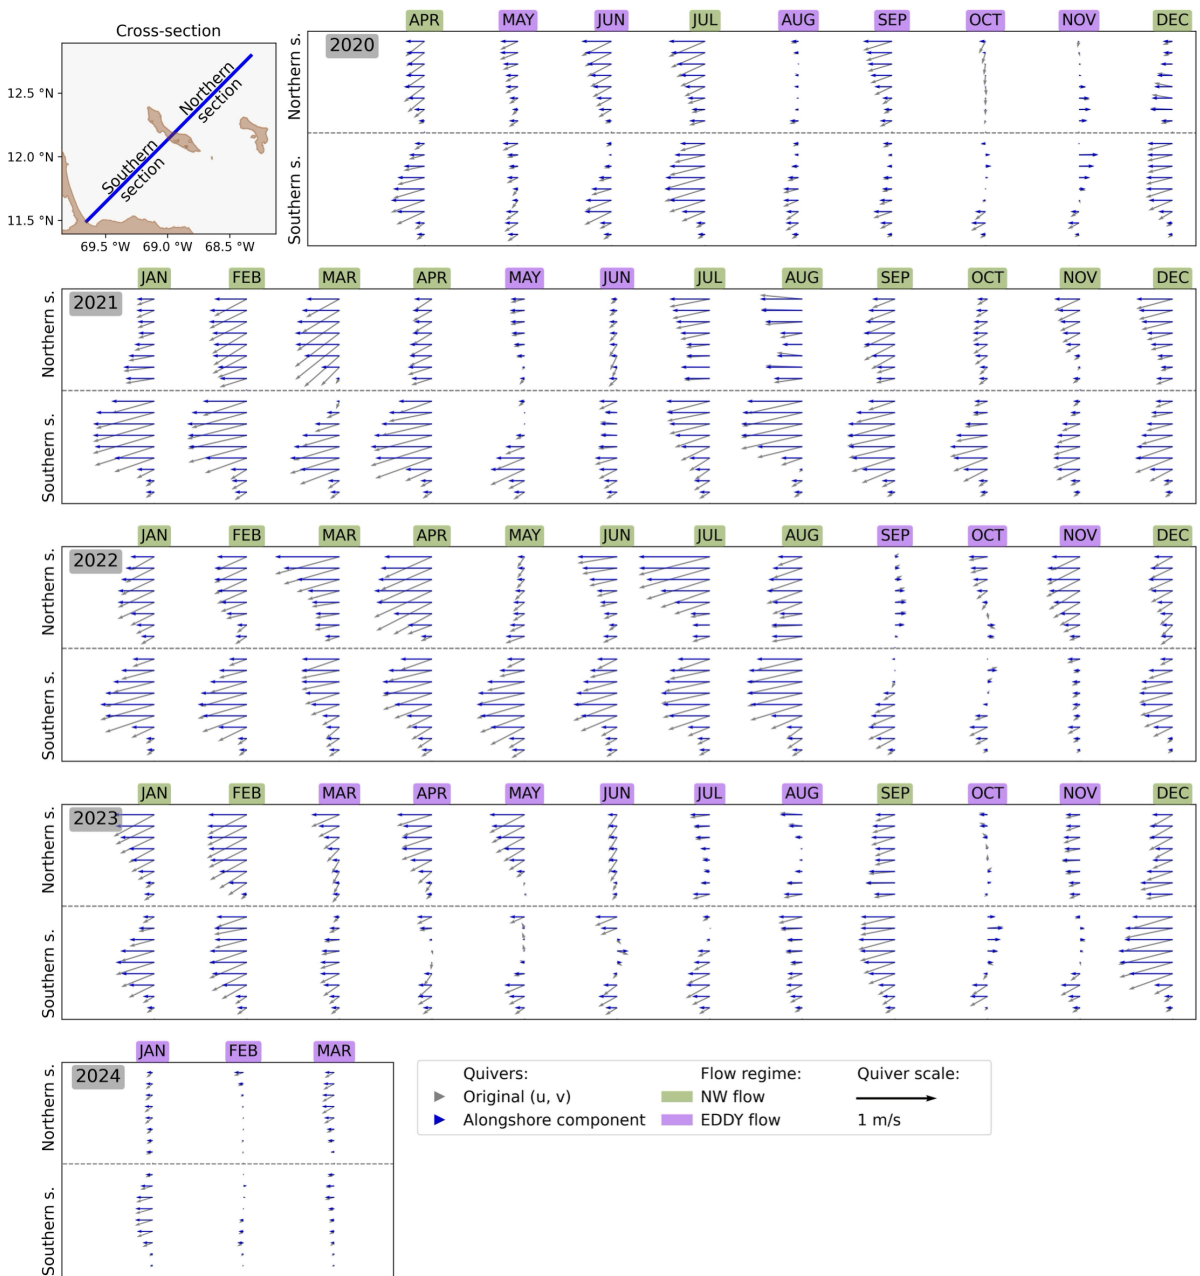 Cross-section
12.5 °N
12.0 °N
11.5 °N
69.5 °W 69.0 °W 68.5 °W
Northern
section
Southern
section
APR MAY JUN JUL AUG SEP OCT NOV DEC
2020
Northern s.
Southern s.
JAN FEB MAR APR MAY JUN JUL AUG SEP OCT NOV DEC
2021
Northern s.
Southern s.
JAN FEB MAR APR MAY JUN JUL AUG SEP OCT NOV DEC
2022
Northern s.
Southern s.
JAN FEB MAR APR MAY JUN JUL AUG SEP OCT NOV DEC
2023
Northern s.
Southern s.
JAN FEB MAR
2024
Northern s.
Southern s.
Quivers:
Original (u, v)
Alongshore component
Flow regime:
NW flow
EDDY flow
Quiver scale:
1 m/s